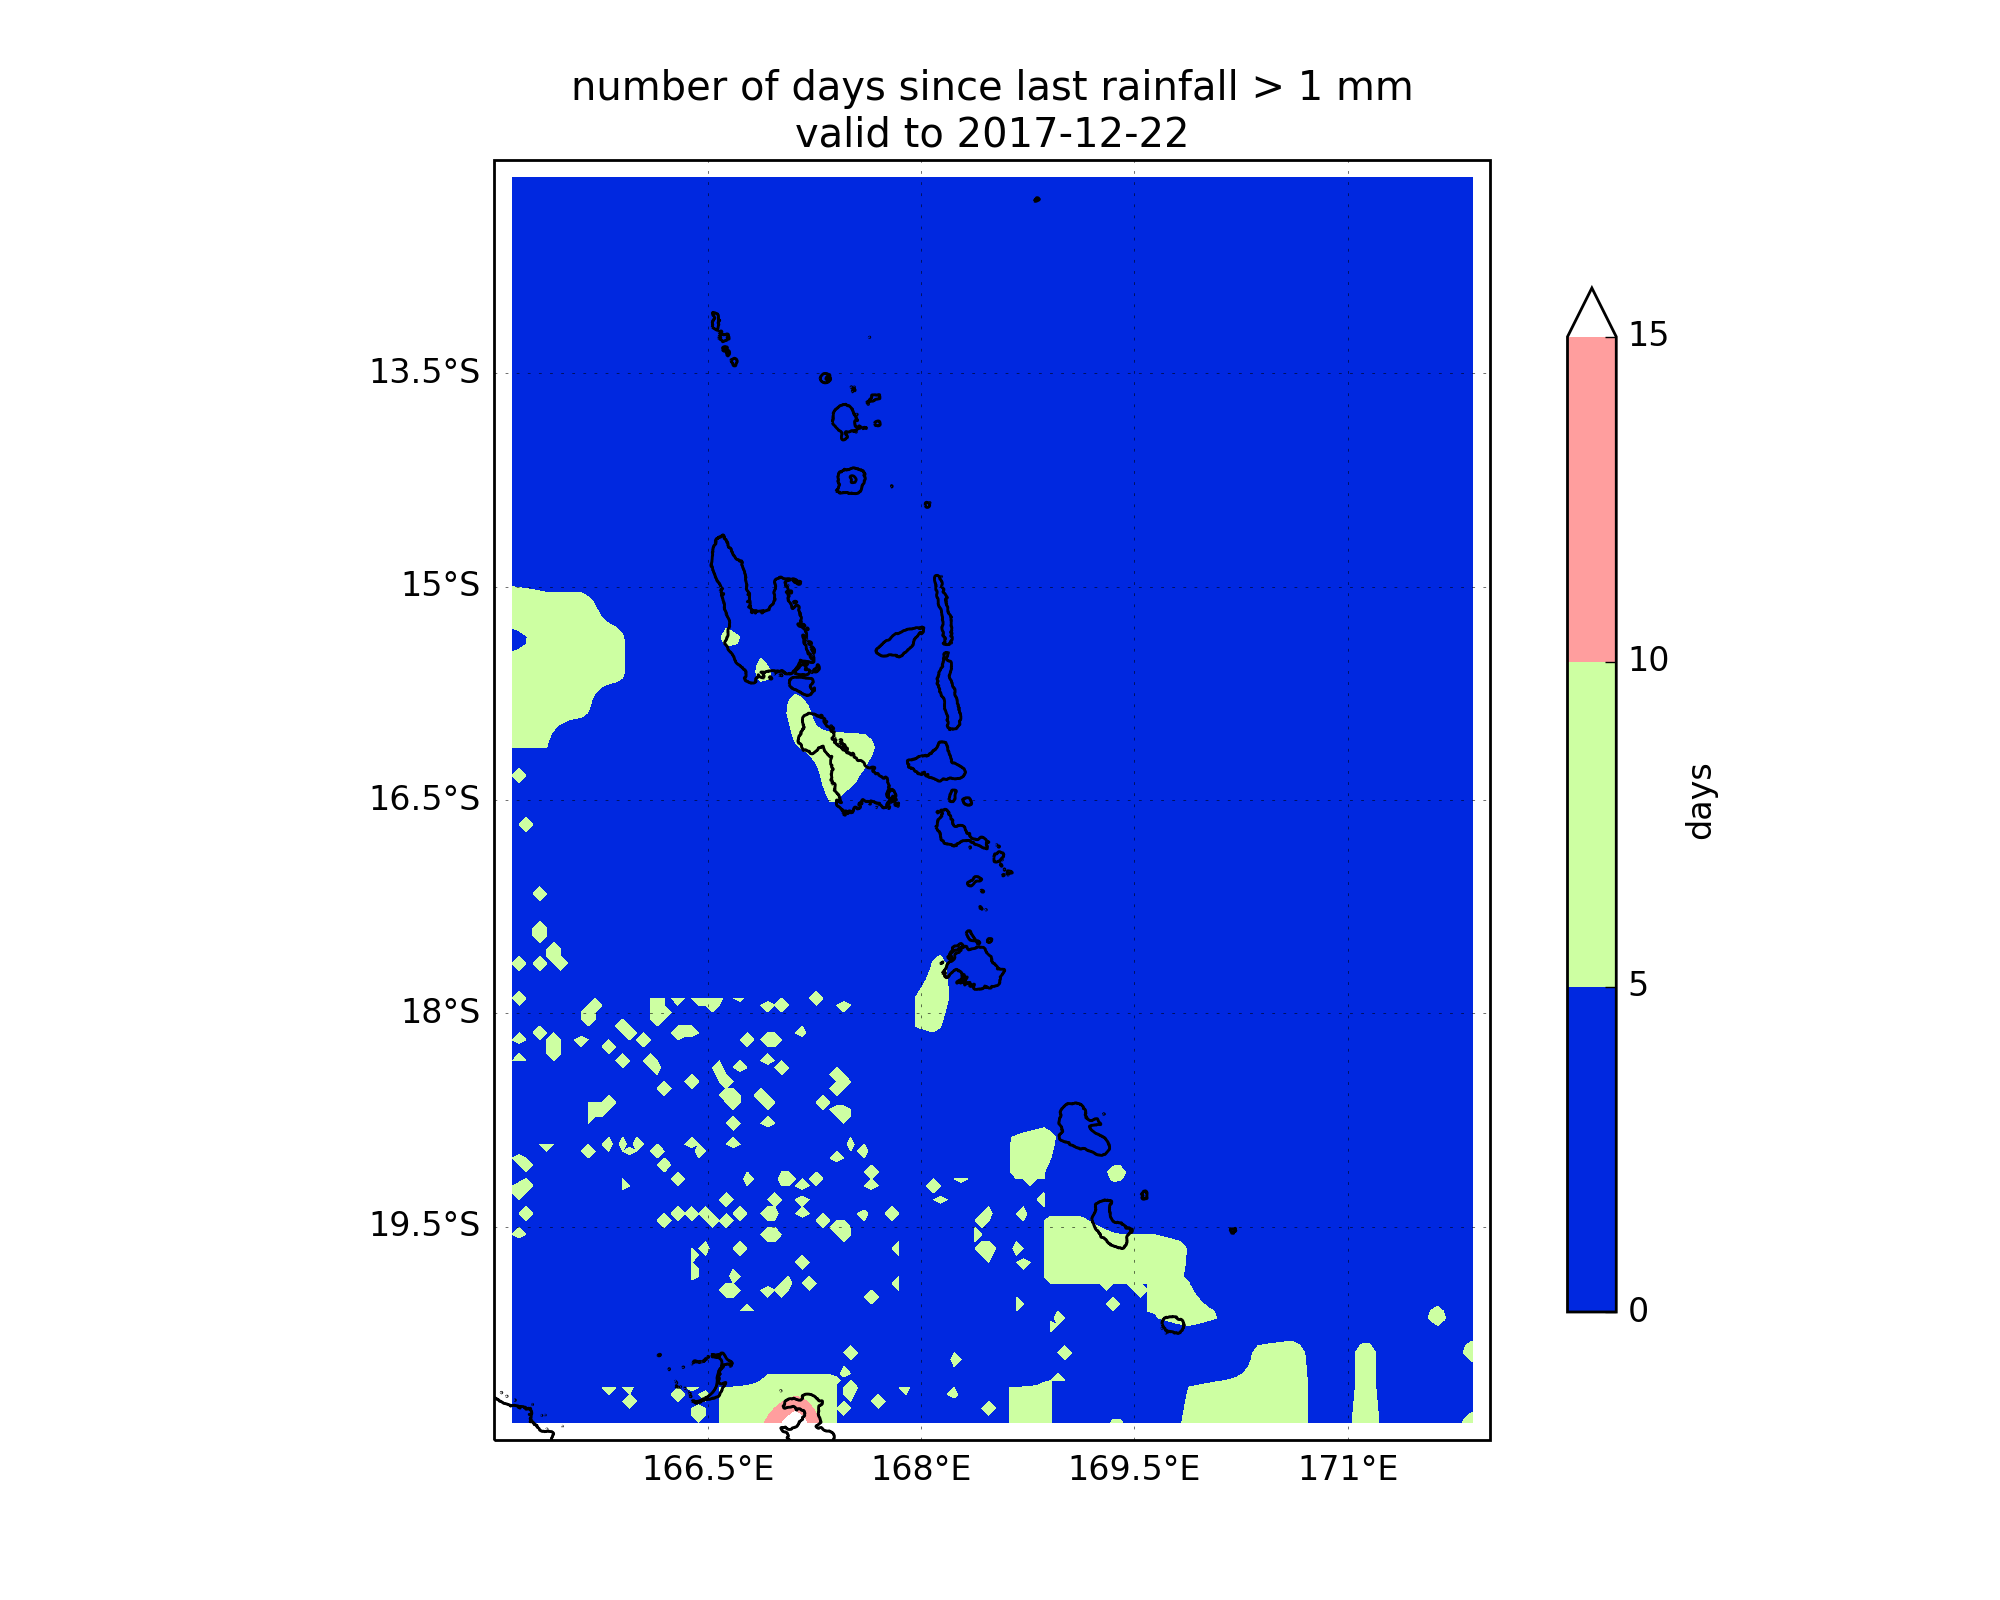 number of days since last rainfall > 1 mm
valid to 2017-12-22
13.5°S
15°S
16.5°S
18°S
19.5°S
166.5°E
168°E
169.5°E
171°E
15
10
5
0
days